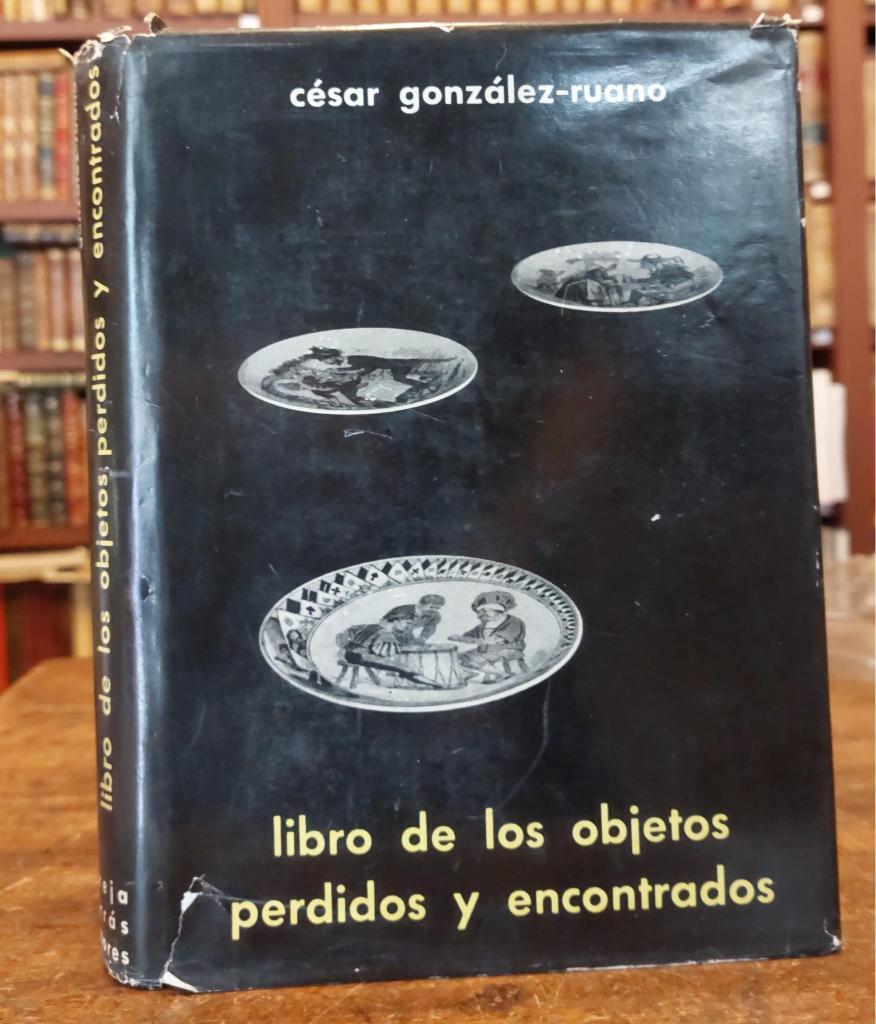 césar gonzález-ruano
libro de los objetos
perdidos y encontrados
libro de los objetos perdidos y encontrados